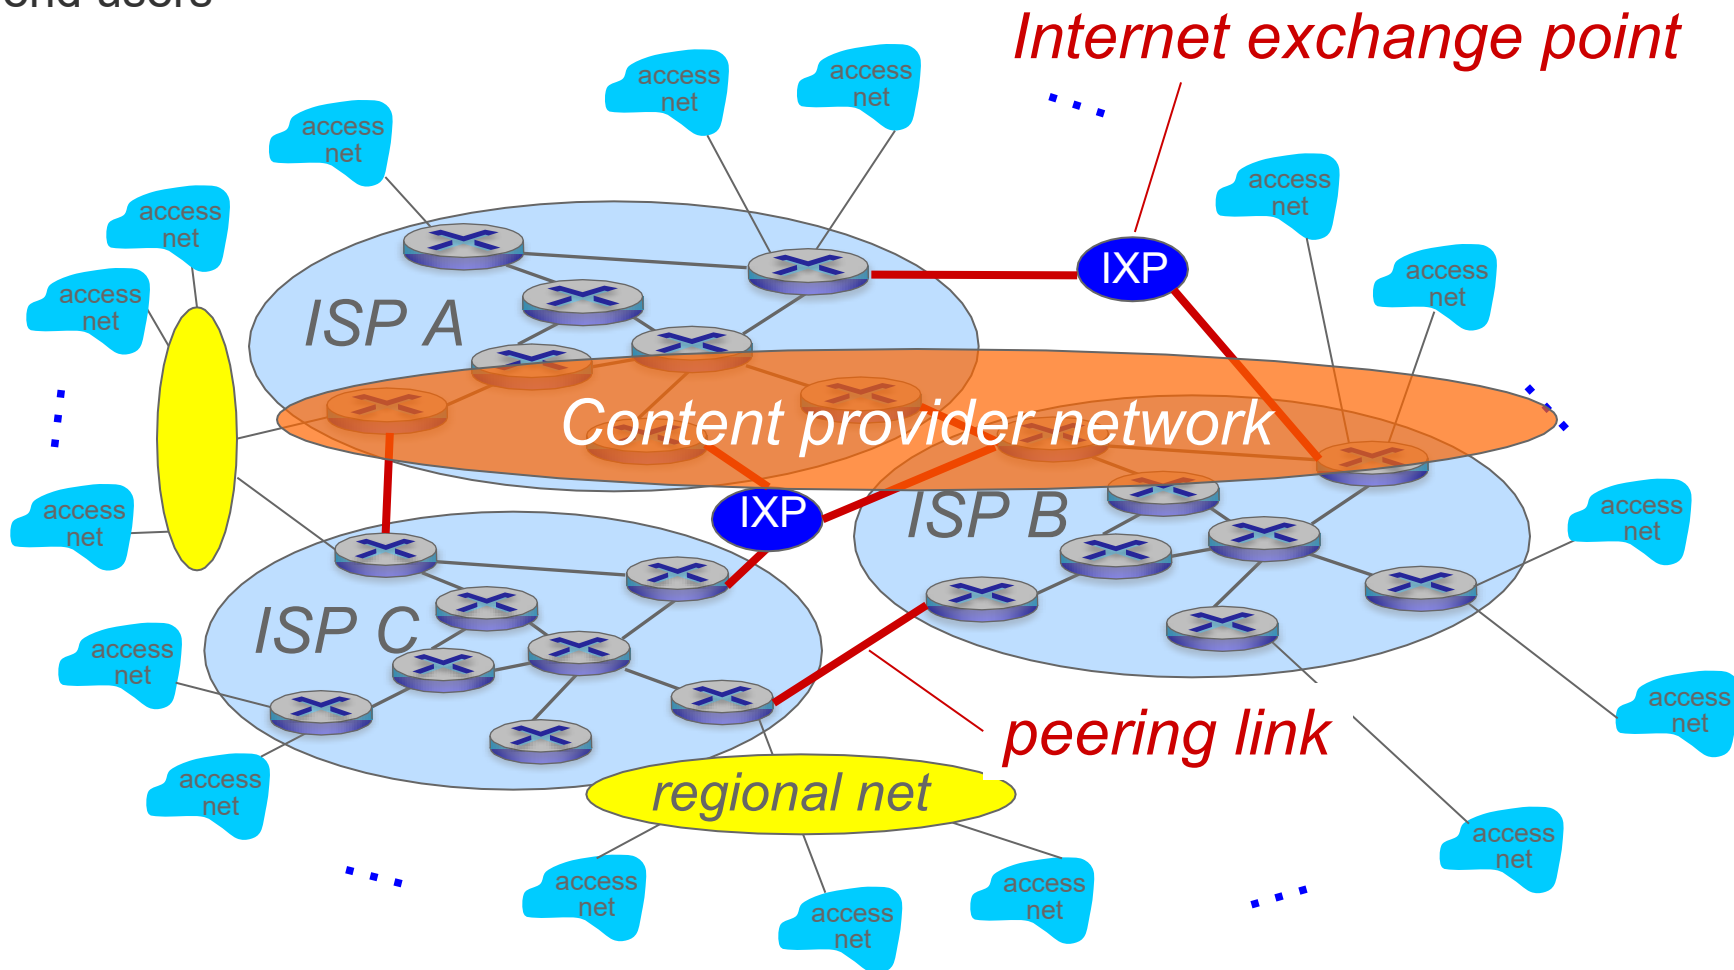 end users
Internet exchange point
access
net
access
net
access
net
access
net
access
net
access
net
IXP
access
net
access
net
ISP A
Content provider network
access
net
IXP
ISP B
access
net
ISP C
access
net
access
net
peering link
access
net
regional net
access
net
access
net
access
net
access
net